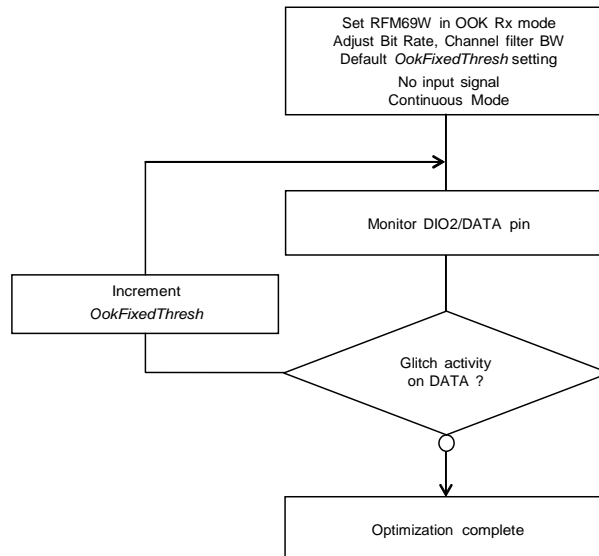 Set RFM69W in OOK Rx mode
Adjust Bit Rate, Channel filter BW
Default OokFixedThresh setting
No input signal
Continuous Mode
Monitor DIO2/DATA pin
Increment
OokFixedThresh
Glitch activity
on DATA ?
Optimization complete